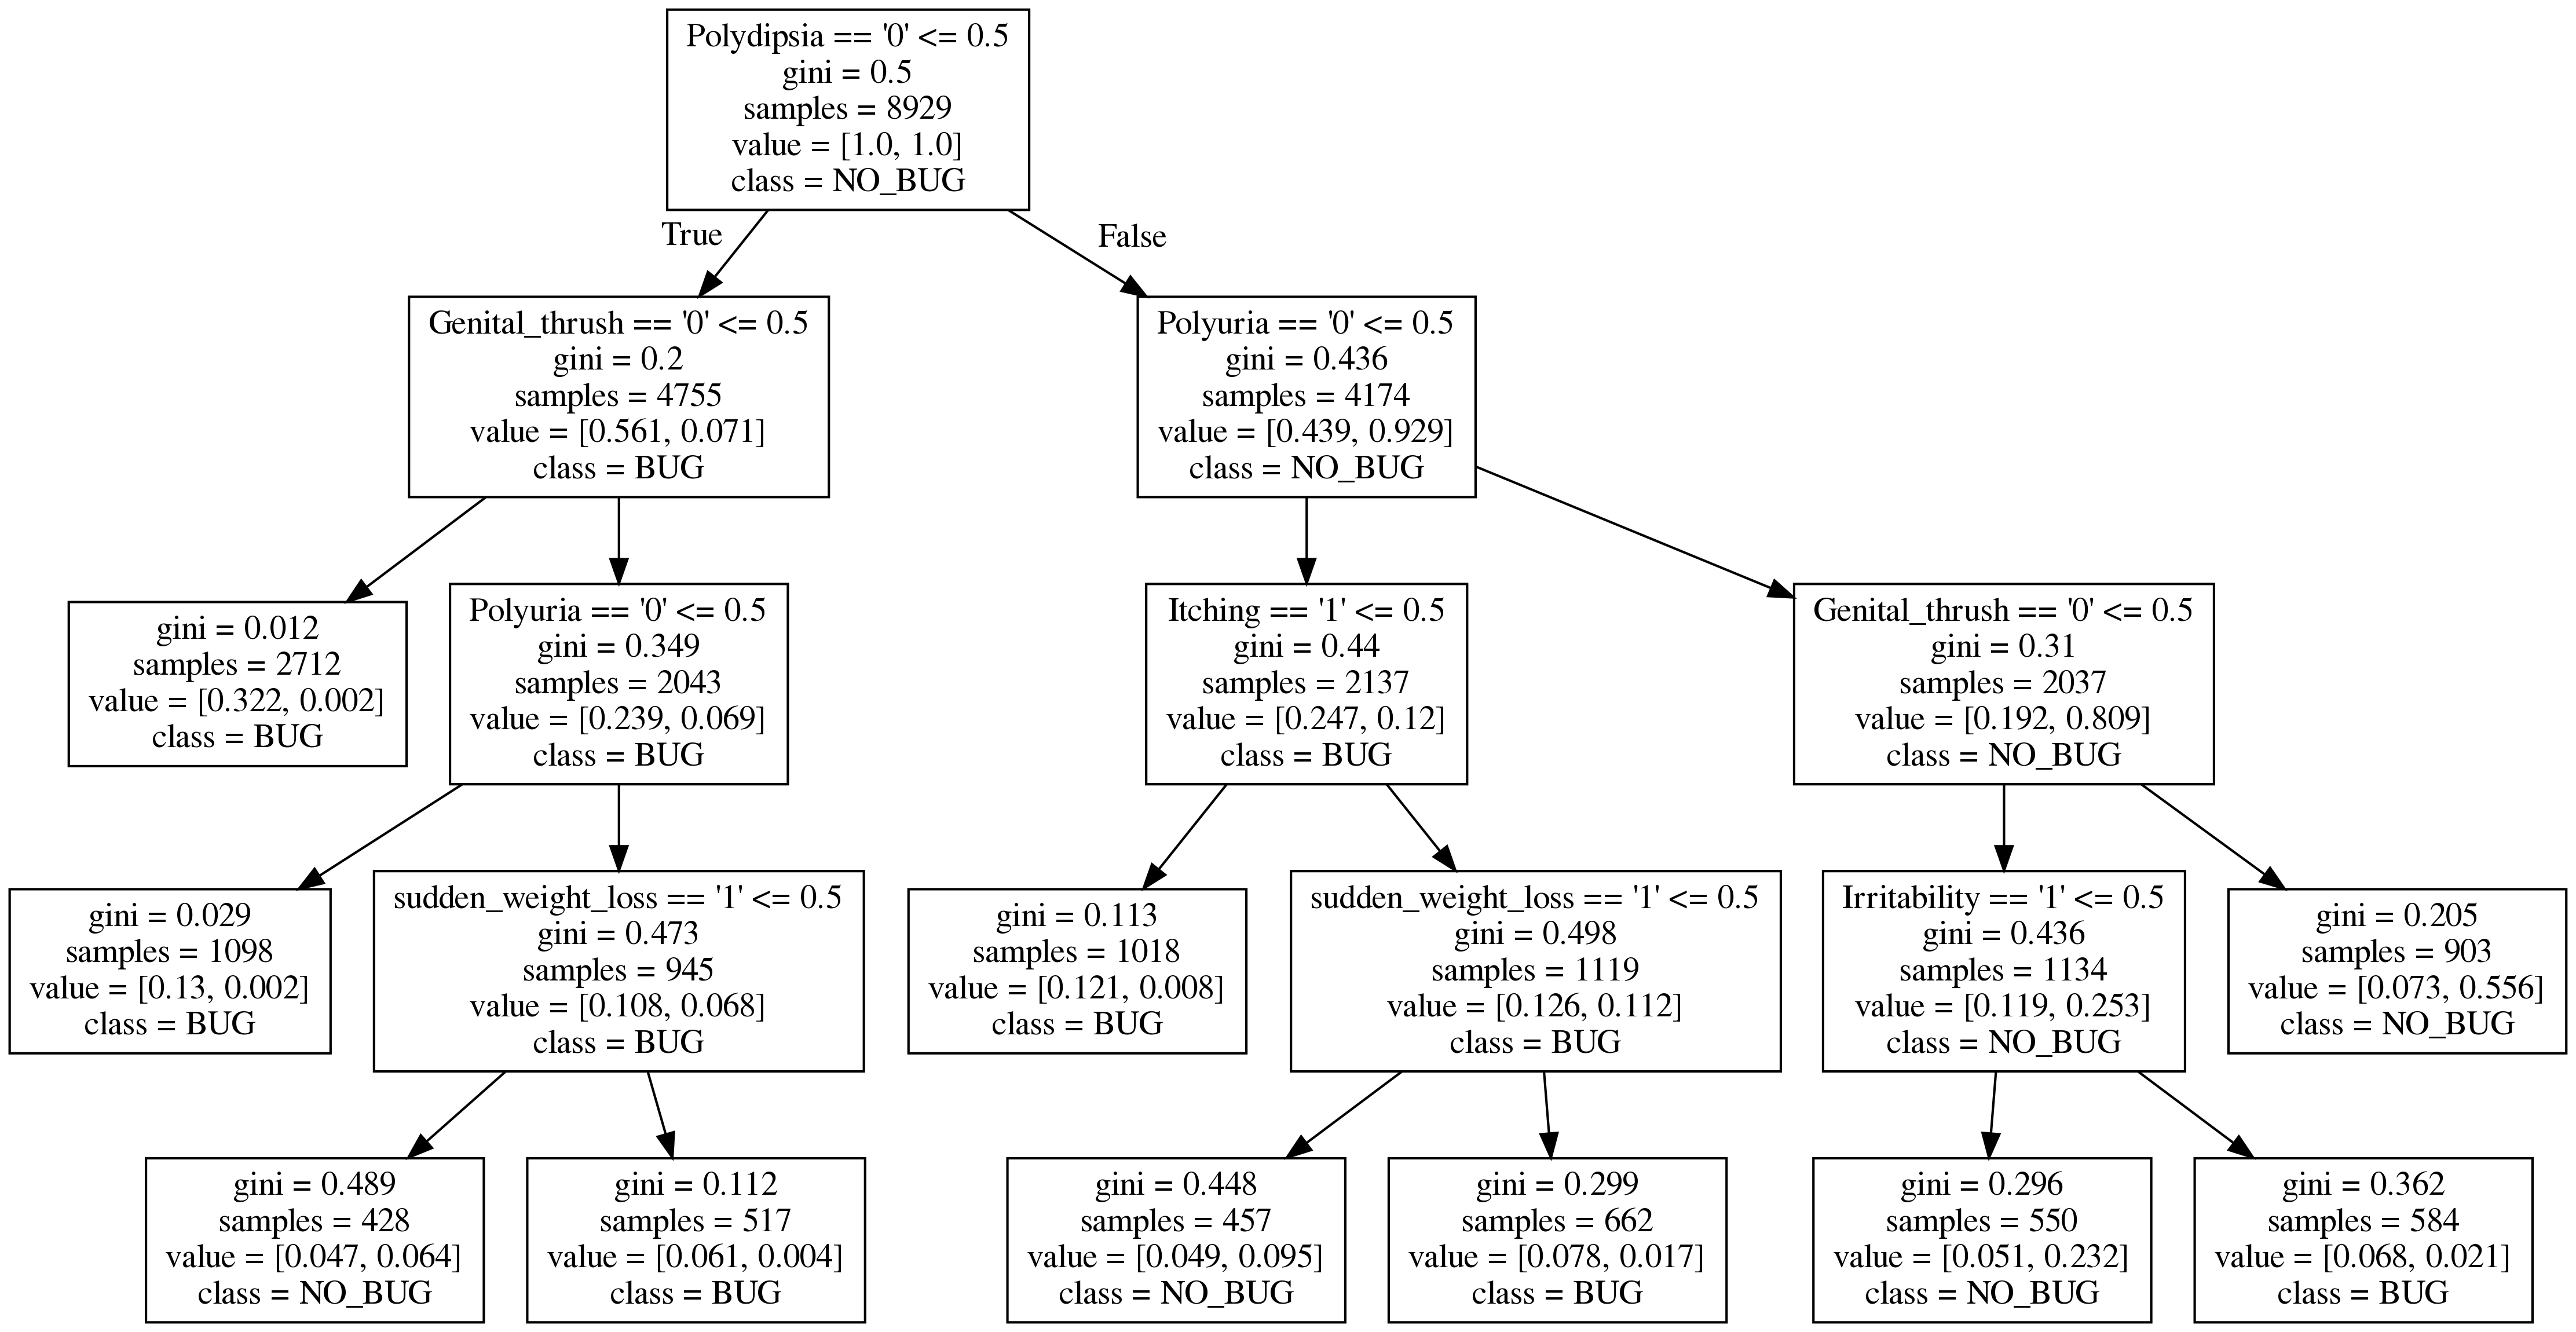 Polydipsia == '0' <= 0.5
gini = 0.5
samples = 8929
value = [1.0, 1.0]
class = NO_BUG
True
False
Genital_thrush == '0' <= 0.5
gini = 0.2
samples = 4755
value = [0.561, 0.071]
class = BUG
Polyuria == '0' <= 0.5
gini = 0.436
samples = 4174
value = [0.439, 0.929]
class = NO_BUG
gini = 0.012
samples = 2712
value = [0.322, 0.002]
class = BUG
Polyuria == '0' <= 0.5
gini = 0.349
samples = 2043
value = [0.239, 0.069]
class = BUG
Itching == '1' <= 0.5
gini = 0.44
samples = 2137
value = [0.247, 0.12]
class = BUG
Genital_thrush == '0' <= 0.5
gini = 0.31
samples = 2037
value = [0.192, 0.809]
class = NO_BUG
gini = 0.029
samples = 1098
value = [0.13, 0.002]
class = BUG
sudden_weight_loss == '1' <= 0.5
gini = 0.473
samples = 945
value = [0.108, 0.068]
class = BUG
gini = 0.113
samples = 1018
value = [0.121, 0.008]
class = BUG
sudden_weight_loss == '1' <= 0.5
gini = 0.498
samples = 1119
value = [0.126, 0.112]
class = BUG
Irritability == '1' <= 0.5
gini = 0.436
samples = 1134
value = [0.119, 0.253]
class = NO_BUG
gini = 0.205
samples = 903
value = [0.073, 0.556]
class = NO_BUG
gini = 0.489
samples = 428
value = [0.047, 0.064]
class = NO_BUG
gini = 0.112
samples = 517
value = [0.061, 0.004]
class = BUG
gini = 0.448
samples = 457
value = [0.049, 0.095]
class = NO_BUG
gini = 0.299
samples = 662
value = [0.078, 0.017]
class = BUG
gini = 0.296
samples = 550
value = [0.051, 0.232]
class = NO_BUG
gini = 0.362
samples = 584
value = [0.068, 0.021]
class = BUG